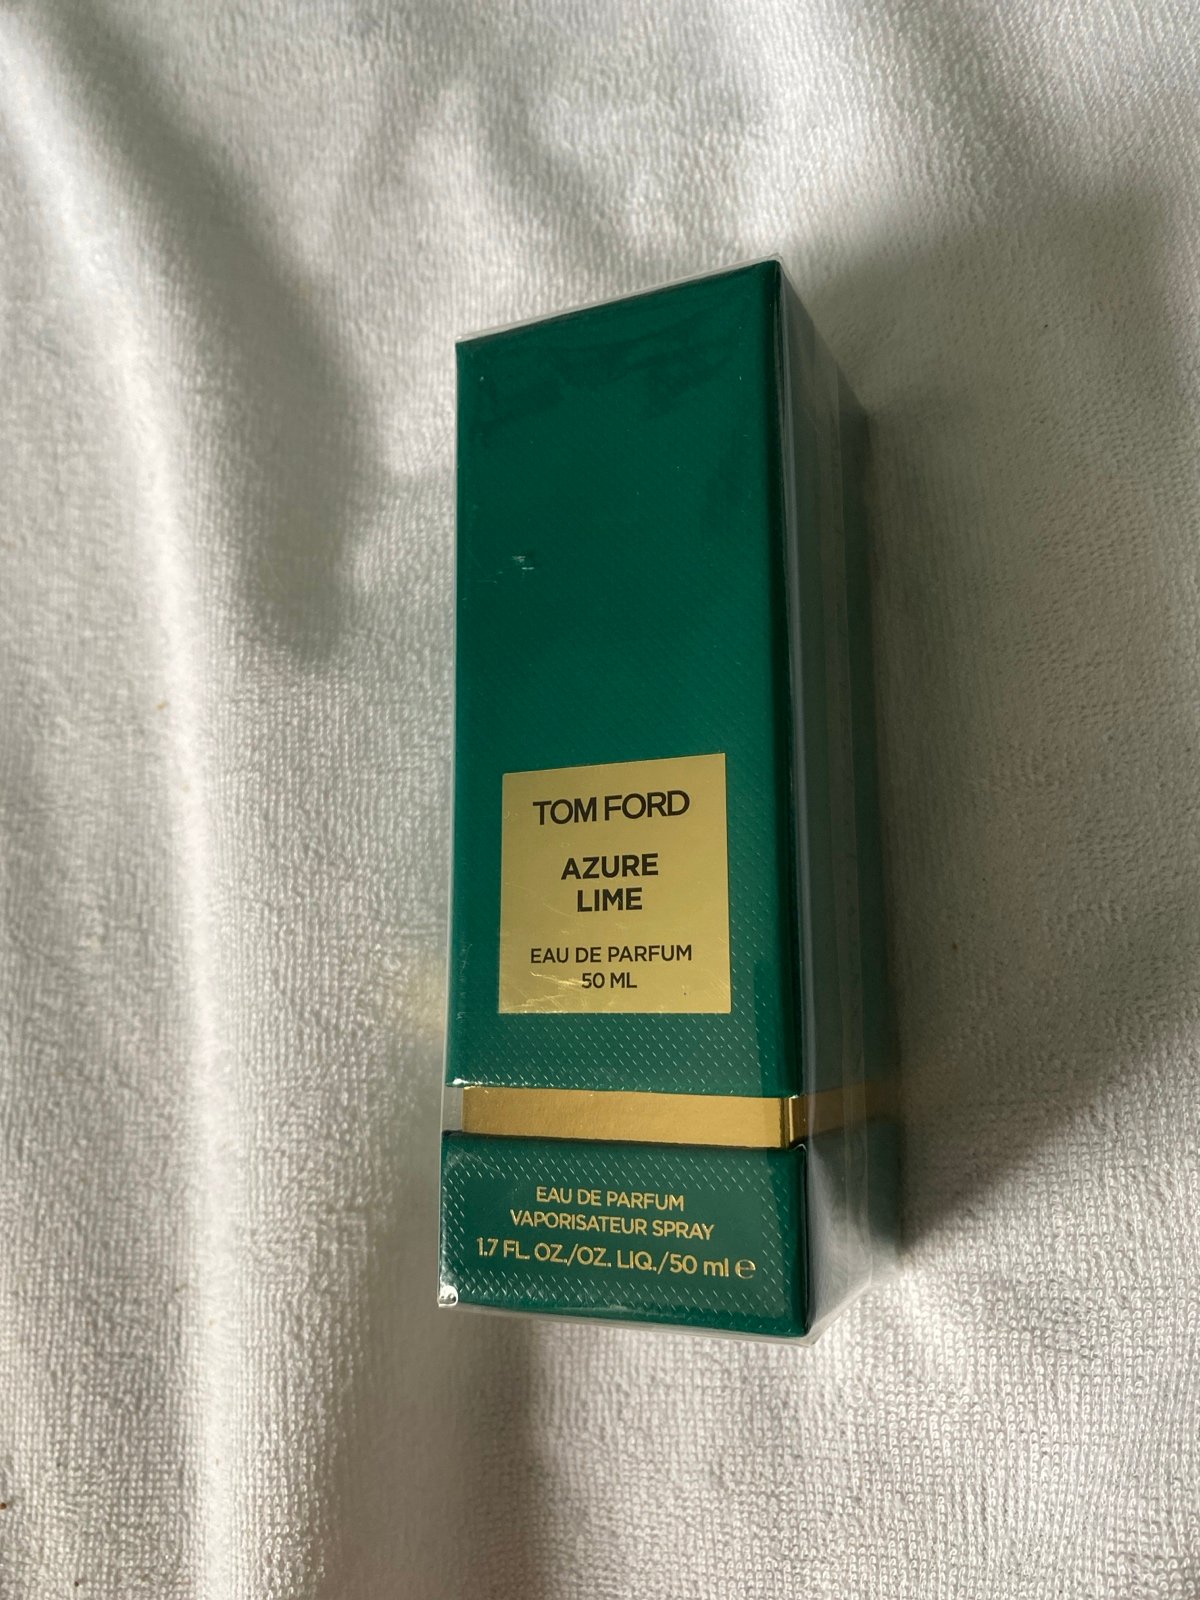 TOM FORD
AZURE
LIME
EAU DE PARFUM
50 ML
EAU DE PARFUM
VAPORISATEUR SPRAY
1.7 FL. OZ./OZ. LIQ./50 ml ℮